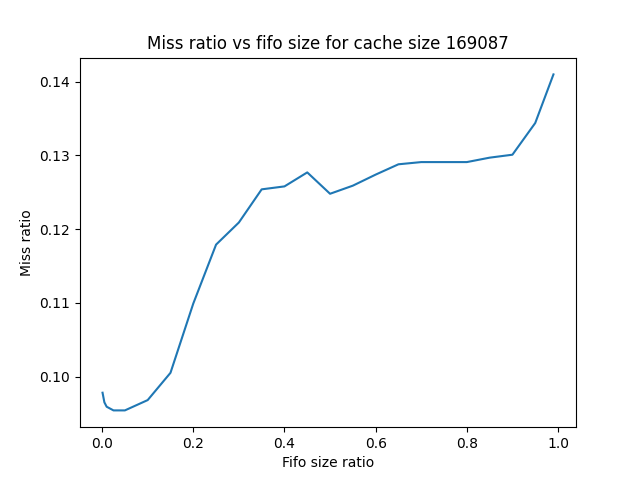 Miss ratio vs fifo size for cache size 169087
0.14
0.13
0.12
0.11
0.10
Miss ratio
0.0 0.2 0.4 0.6 0.8 1.0
Fifo size ratio